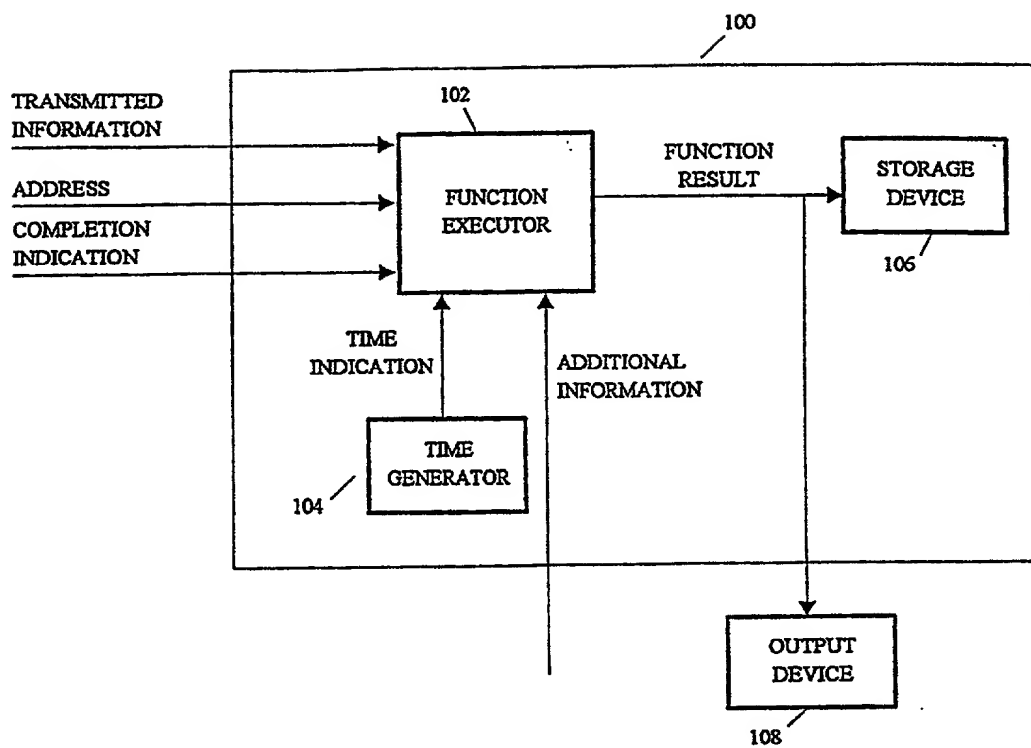 100
TRANSMITTED
INFORMATION
ADDRESS
COMPLETION
INDICATION
102
FUNCTION
EXECUTOR
FUNCTION
RESULT
STORAGE
DEVICE
106
TIME
INDICATION
ADDITIONAL
INFORMATION
TIME
GENERATOR
104
OUTPUT
DEVICE
108